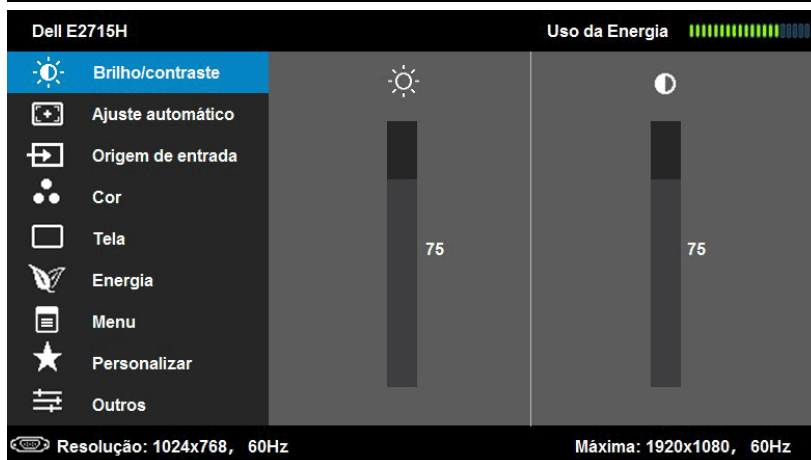 Dell E2715H Uso da Energia
Brilho/contraste
Ajuste automático
Origem de entrada
Cor
Tela
75 75
Energia
Menu
Personalizar
Outros
Resolução: 1024x768, 60Hz Máxima: 1920x1080, 60Hz